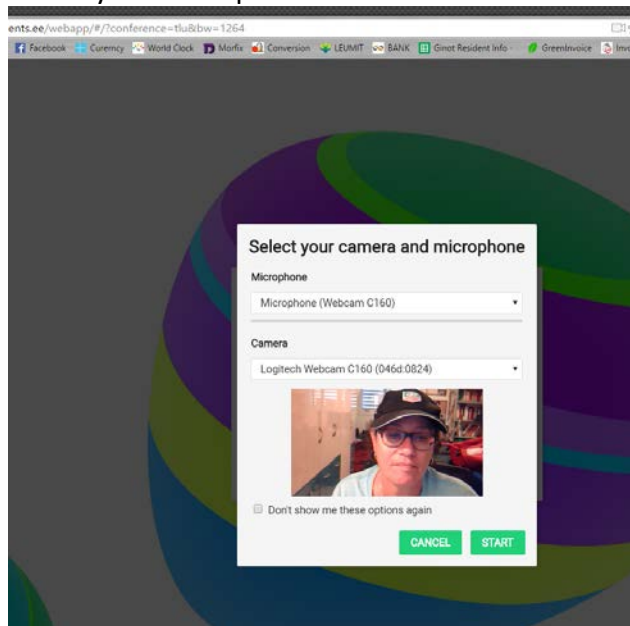 ents.ee/webapp/#/?conference=tlu&bw=1264
Facebook Curency World Clock Morfix Conversion LEUMIT BANK Ginot Resident Info GreenInvoice
Select your camera and microphone
Microphone
Microphone (Webcam C160)
Camera
Logitech Webcam C160 (046d:0824)
Don't show me these options again
CANCEL START